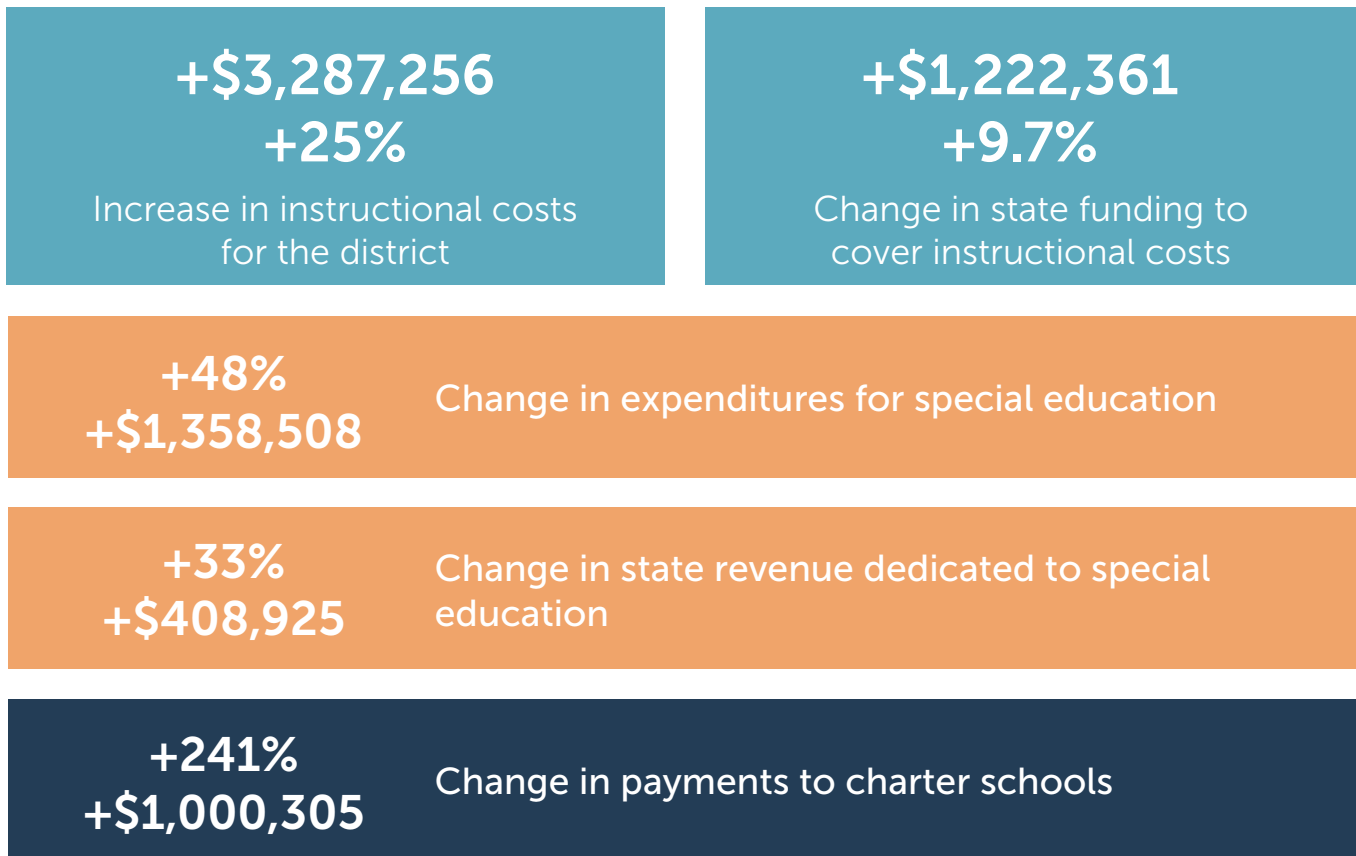 +$3,287,256
+25%
Increase in instructional costs
for the district
+$1,222,361
+9.7%
Change in state funding to
cover instructional costs
+48%
+$1,358,508
Change in expenditures for special education
+33%
+$408,925
Change in state revenue dedicated to special
education
+241%
+$1,000,305
Change in payments to charter schools